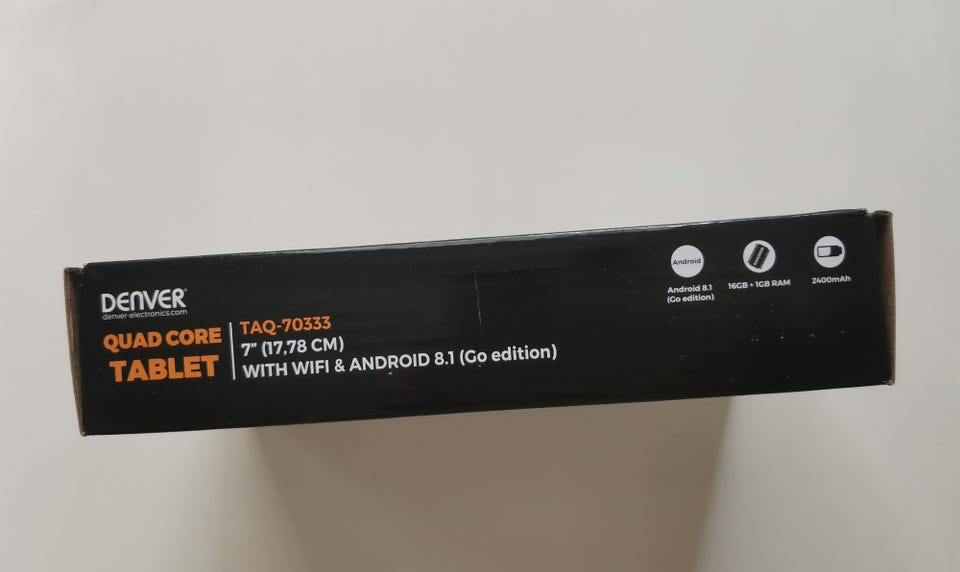 DENVER®
denver-electronics.com
QUAD CORE
TABLET
TAQ-70333
7" (17,78 CM)
WITH WIFI & ANDROID 8.1 (Go edition)
Android
Android 8.1
(Go edition)
16GB + 1GB RAM
2400mAh